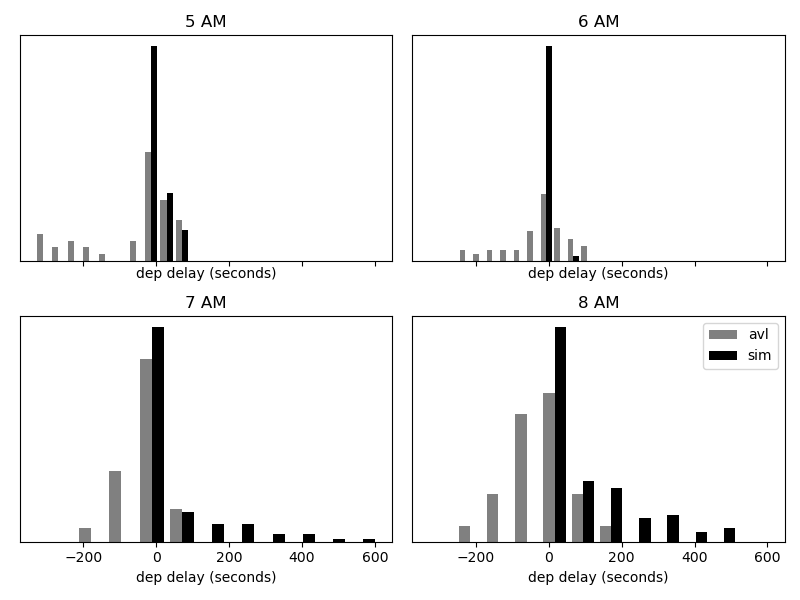 5 AM
6 AM
dep delay (seconds)
dep delay (seconds)
7 AM
8 AM
avl
sim
−200 0 200 400 600
−200 0 200 400 600
dep delay (seconds)
dep delay (seconds)